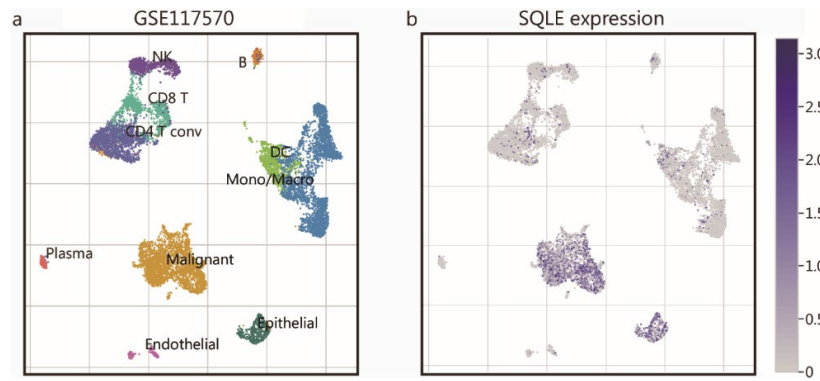 a
GSE117570
b
SQLE expression
NK
B
CD8 T
CD4 T conv
DC
Mono/Macro
Plasma
Malignant
Epithelial
Endothelial
3.0
2.5
2.0
1.5
1.0
0.5
0